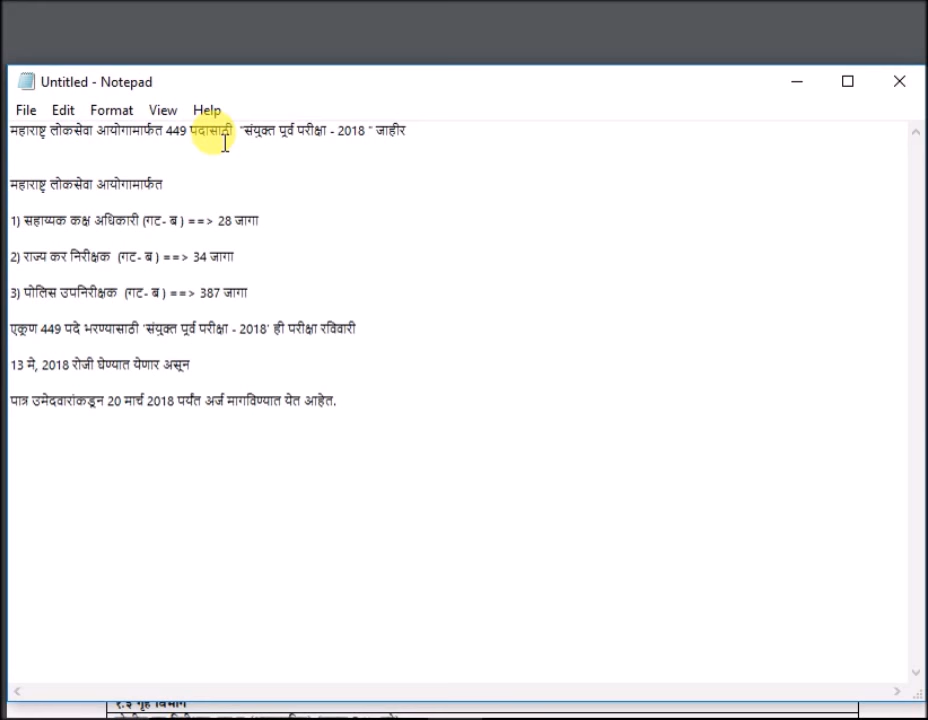 Untitled - Notepad
File Edit Format View Help
महाराष्ट्र लोकसेवा आयोगामार्फत 449 पदासाठी "संयुक्त पूर्व परीक्षा - 2018 " जाहीर
महाराष्ट्र लोकसेवा आयोगामार्फत
1) सहाय्यक कक्ष अधिकारी (गट- ब ) ==> 28 जागा
2) राज्य कर निरीक्षक (गट- ब ) ==> 34 जागा
3) पोलिस उपनिरीक्षक (गट- ब ) ==> 387 जागा
एकूण 449 पदे भरण्यासाठी 'संयुक्त पूर्व परीक्षा - 2018' ही परीक्षा रविवारी
13 मे, 2018 रोजी घेण्यात येणार असून
पात्र उमेदवारांकडून 20 मार्च 2018 पर्यंत अर्ज मागविण्यात येत आहेत.
१.३ गृह विभाग